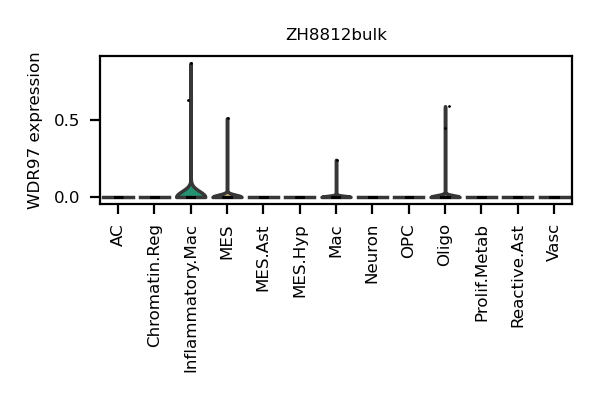 ZH8812bulk
WDR97 expression
0.5
0.0
AC
Chromatin.Reg
Inflammatory.Mac
MES
MES.Ast
MES.Hyp
Mac
Neuron
OPC
Oligo
Prolif.Metab
Reactive.Ast
Vasc